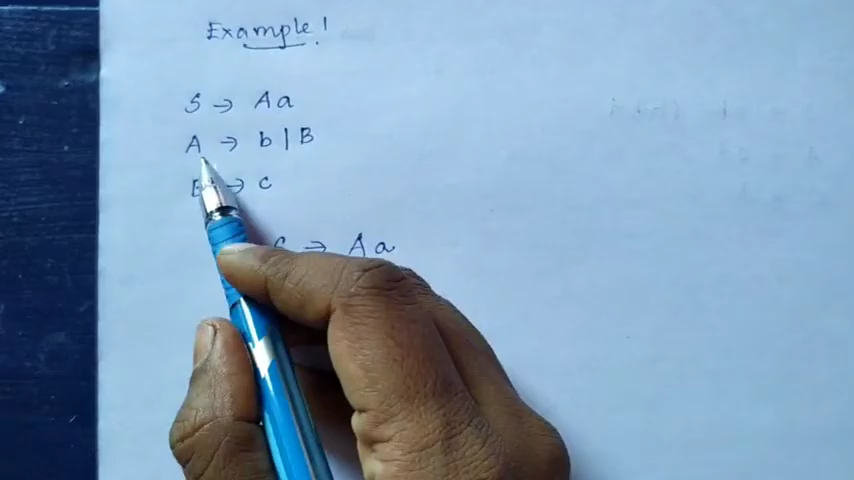 Example!
S → Aa
A → b | B
→ c
S → Aa